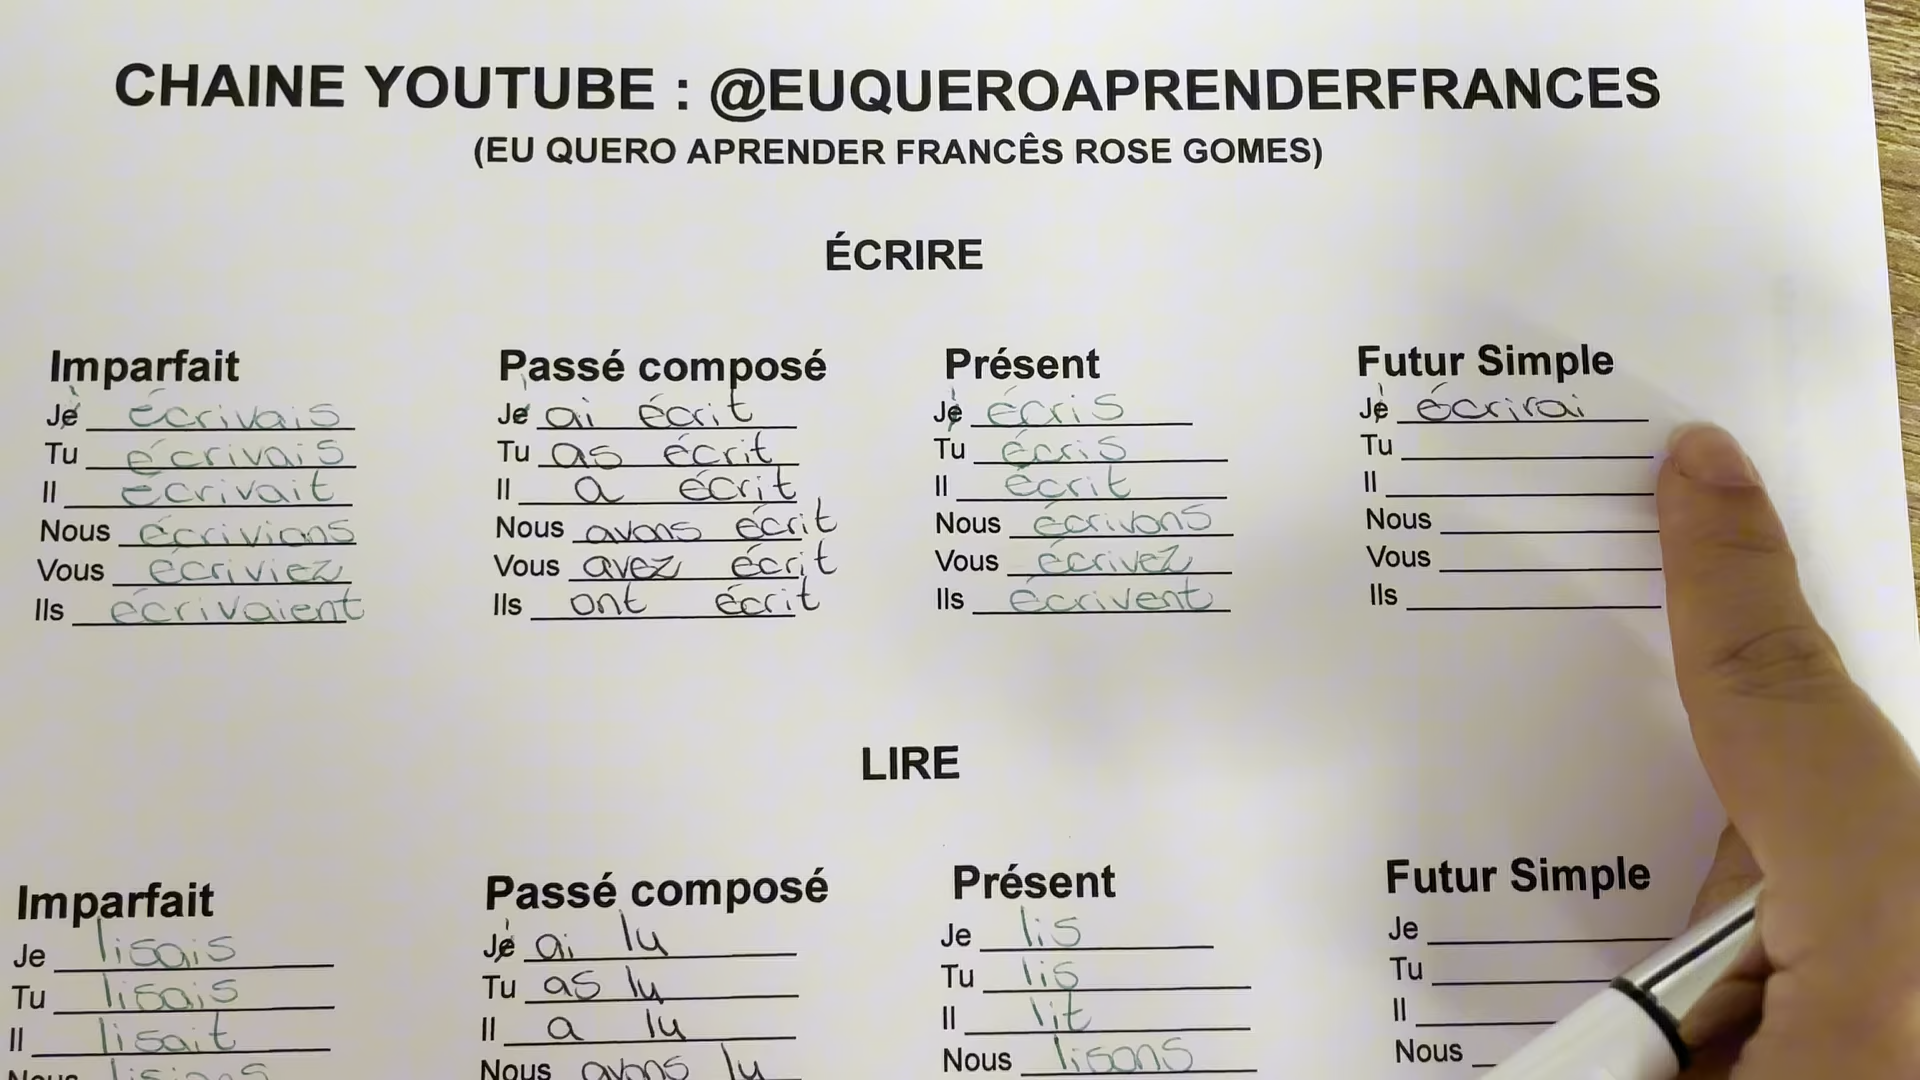 CHAINE YOUTUBE : @EUQUEROAPRENDERFRANCES
(EU QUERO APRENDER FRANCÊS ROSE GOMES)
ÉCRIRE
Imparfait
J' écrivais
Tu écrivais
Il écrivait
Nous écrivions
Vous écriviez
Ils écrivaient
Passé composé
J' ai écrit
Tu as écrit
Il a écrit
Nous avons écrit
Vous avez écrit
Ils ont écrit
Présent
J' écris
Tu écris
Il écrit
Nous écrivons
Vous écrivez
Ils écrivent
Futur Simple
J' écrirai
Tu
Il
Nous
Vous
Ils
LIRE
Imparfait
Je lisais
Tu lisais
Il lisait
Nous lisions
Passé composé
J' ai lu
Tu as lu
Il a lu
Nous avons lu
Présent
Je lis
Tu lis
Il lit
Nous lisons
Futur Simple
Je
Tu
Il
Nous